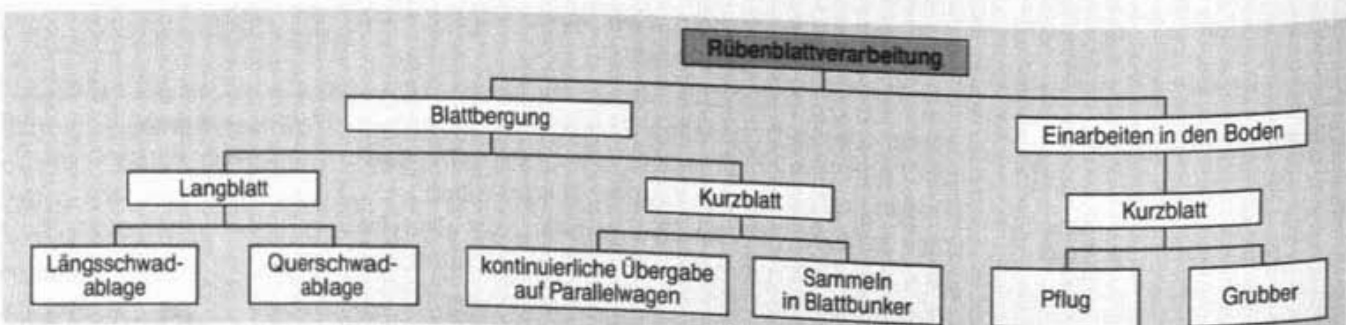 Rübenblattverarbeitung
Blattbergung
Einarbeiten in den Boden
Langblatt
Kurzblatt
Kurzblatt
Längsschwad-
ablage
Querschwad-
ablage
kontinuierliche Übergabe
auf Parallelwagen
Sammeln
in Blattbunker
Pflug
Grubber